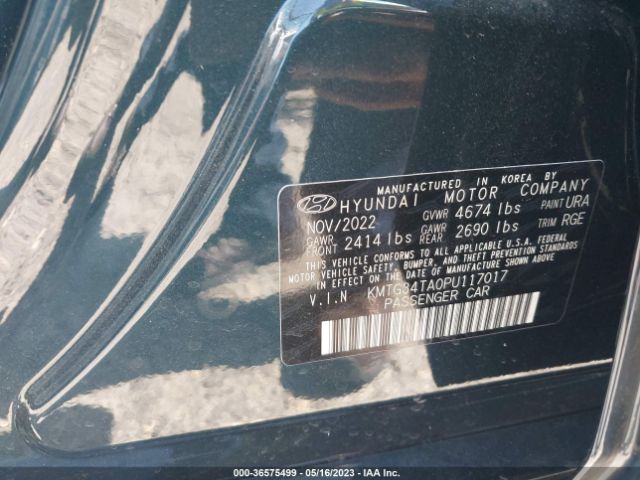 MANUFACTURED IN KOREA BY
HYUNDAI MOTOR COMPANY
NOV/2022 GVWR 4674 lbs PAINT URA
GAWR FRONT 2414 lbs GAWR REAR 2690 lbs TRIM RGE
THIS VEHICLE CONFORMS TO ALL APPLICABLE U.S.A. FEDERAL
MOTOR VEHICLE SAFETY, BUMPER, AND THEFT PREVENTION STANDARDS
IN EFFECT ON THE DATE OF MANUFACTURE SHOWN ABOVE.
V.I.N KMTG34TA0PU117017
PASSENGER CAR
000-36575499 - 05/16/2023 - IAA Inc.